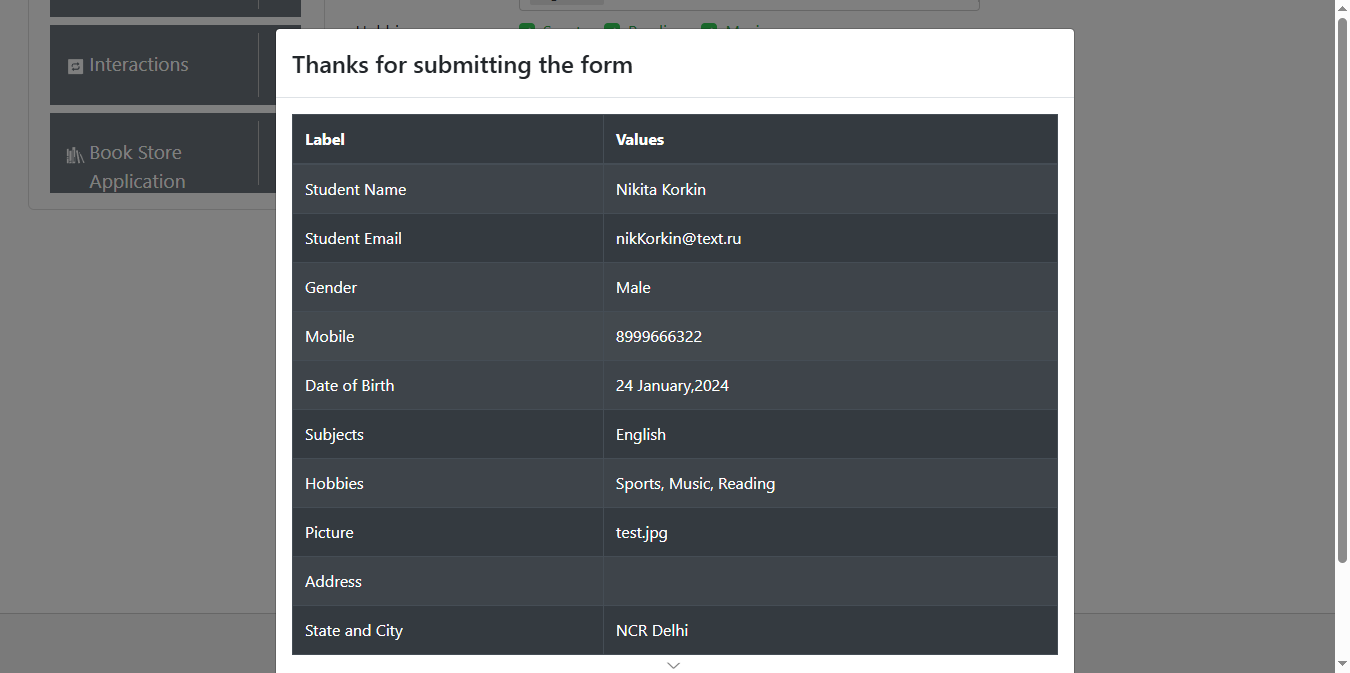 Interactions
Book Store
Application
Thanks for submitting the form
Label Values
Student Name Nikita Korkin
Student Email nikKorkin@text.ru
Gender Male
Mobile 8999666322
Date of Birth 24 January,2024
Subjects English
Hobbies Sports, Music, Reading
Picture test.jpg
Address
State and City NCR Delhi